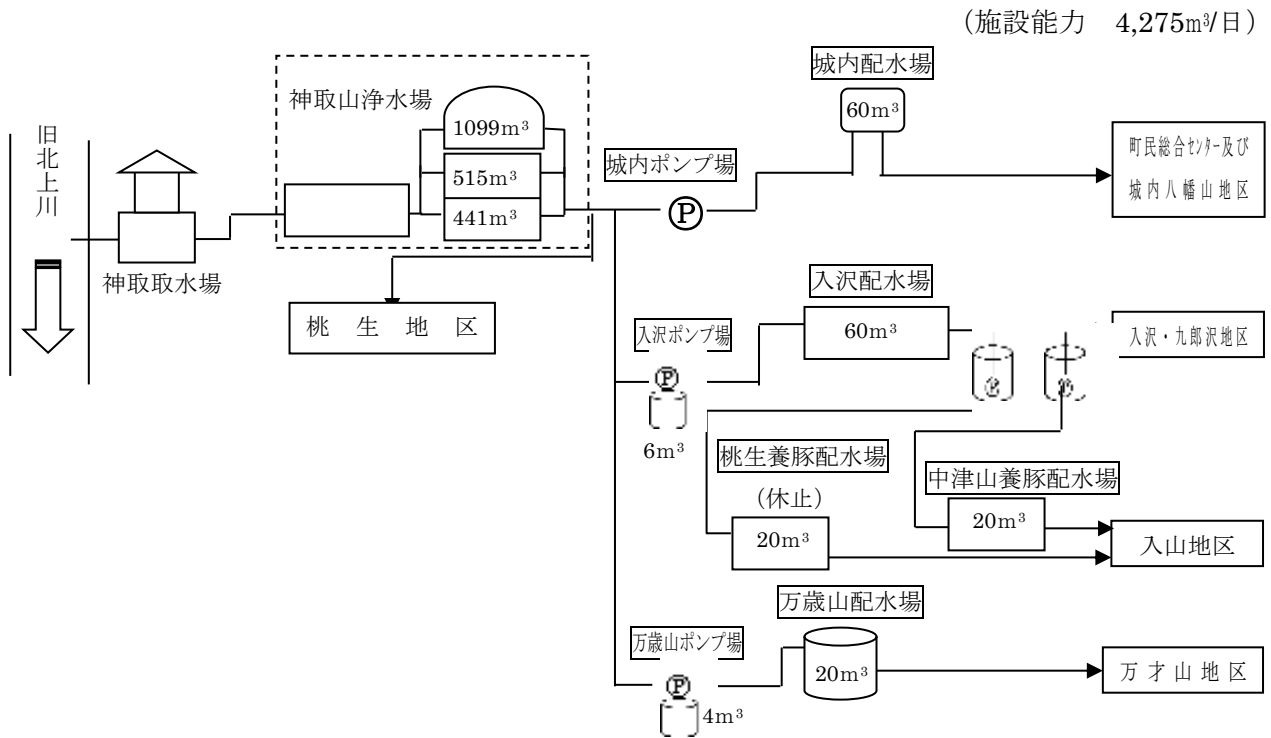 (施設能力 4,275m³/日)
城内配水場
60m³
町民総合センター及び
城内八幡山地区
神取山浄水場
1099m³
515m³
441m³
旧北上川
神取取水場
城内ポンプ場
P
桃生地区
入沢配水場
60m³
入沢・九郎沢地区
入沢ポンプ場
P
6m³
P
P
桃生養豚配水場
(休止)
20m³
中津山養豚配水場
20m³
入山地区
万歳山配水場
20m³
万歳山ポンプ場
P
4m³
万才山地区